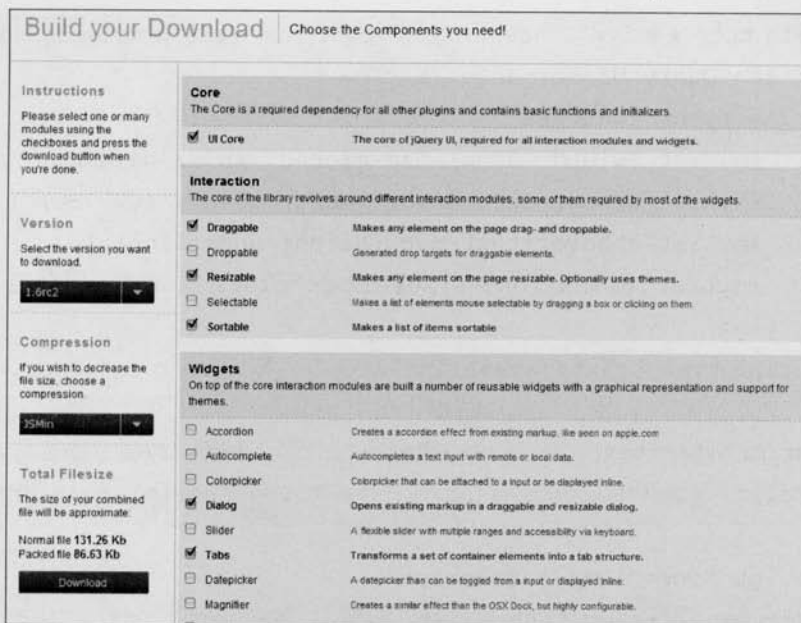 Build your Download
Choose the Components you need!
Instructions
Please select one or many
modules using the
checkboxes and press the
download button when
you're done.
Version
Select the version you want
to download.
1.6rc2
Compression
If you wish to decrease the
file size, choose a
compression
JSMin
Total Filesize
The size of your combined
file will be approximate:
Normal file 131.26 Kb
Packed file 86.63 Kb
Download
Core
The Core is a required dependency for all other plugins and contains basic functions and initializers
UI Core The core of jQuery UI, required for all interaction modules and widgets.
Interaction
The core of the library revolves around different interaction modules, some of them required by most of the widgets.
Draggable Makes any element on the page drag- and droppable.
Droppable Generated drop targets for draggable elements.
Resizable Makes any element on the page resizable. Optionally uses themes.
Selectable Makes a list of elements mouse selectable by dragging a box or clicking on them.
Sortable Makes a list of items sortable
Widgets
On top of the core interaction modules are built a number of reusable widgets with a graphical representation and support for
themes.
Accordion Creates a accordion effect from existing markup, like seen on apple.com
Autocomplete Autocompletes a text input with remote or local data.
Colorpicker Colorpicker that can be attached to a input or be displayed inline.
Dialog Opens existing markup in a draggable and resizable dialog.
Slider A flexible slider with multiple ranges and accessibility via keyboard.
Tabs Transforms a set of container elements into a tab structure.
Datepicker A datepicker than can be toggled from a input or displayed inline.
Magnifier Creates a similar effect than the OSX Dock, but highly configurable.